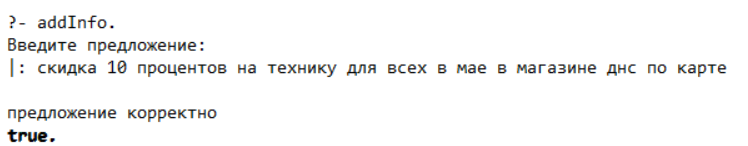 ?- addInfo.
Введите предложение:
|: скидка 10 процентов на технику для всех в мае в магазине днс по карте
предложение корректно
true.